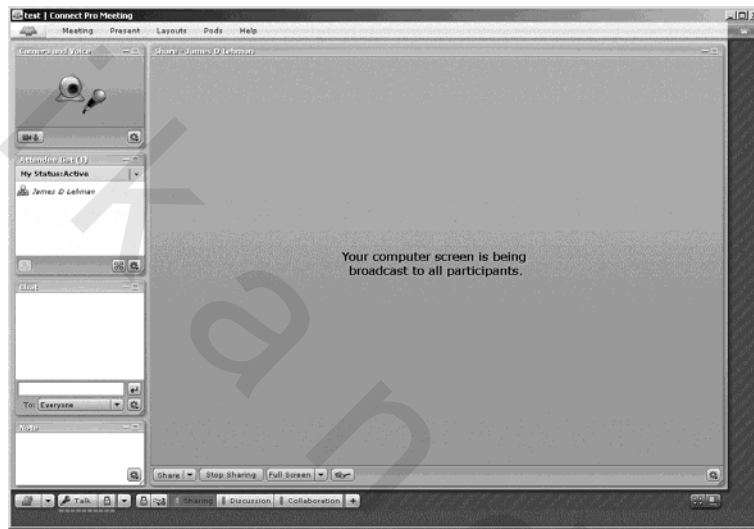 test | Connect Pro Meeting
Meeting Present Layouts Pods Help
Camera and Voice
Share - James D Lehman
Attendee List (1)
My Status:Active
James D Lehman
Your computer screen is being
broadcast to all participants.
Chat
To: Everyone
Note
Share Stop Sharing Full Screen
Talk Sharing Discussion Collaboration +